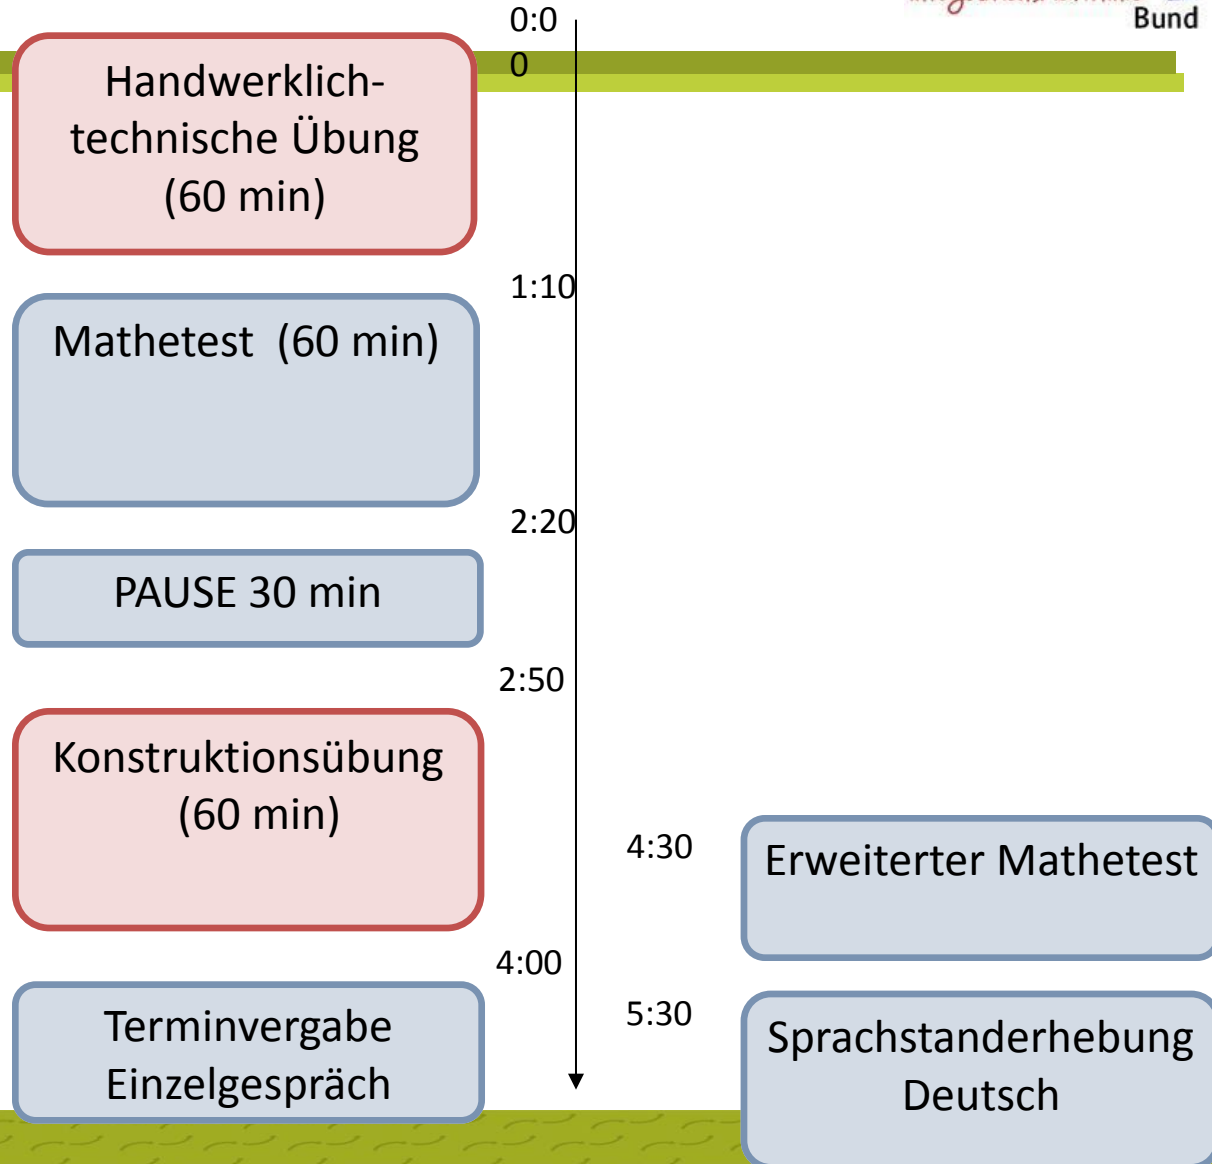 Bund
0:0
0
Handwerklich-
technische Übung
(60 min)
1:10
Mathetest (60 min)
2:20
PAUSE 30 min
2:50
Konstruktionsübung
(60 min)
4:00
Terminvergabe
Einzelgespräch
4:30
Erweiterter Mathetest
5:30
Sprachstanderhebung
Deutsch